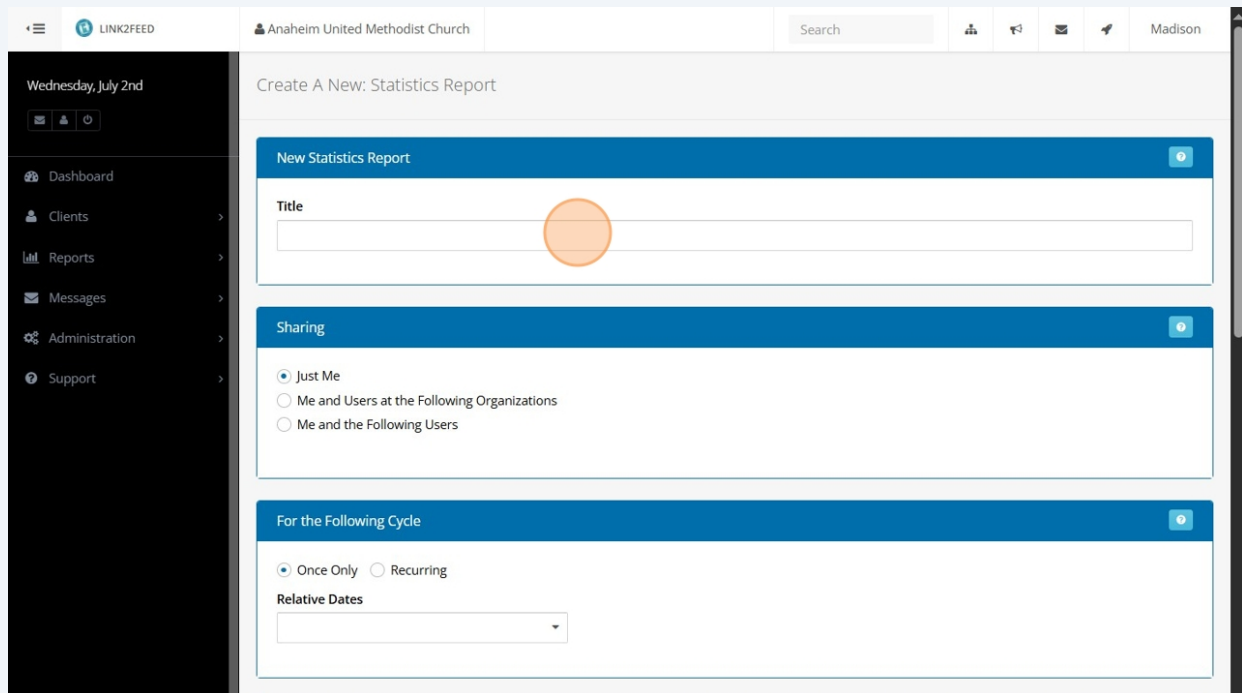 LINK2FEED
Anaheim United Methodist Church
Search
Madison
Wednesday, July 2nd
Dashboard
Clients
Reports
Messages
Administration
Support
Create A New: Statistics Report
New Statistics Report
Title
Sharing
Just Me
Me and Users at the Following Organizations
Me and the Following Users
For the Following Cycle
Once Only Recurring
Relative Dates